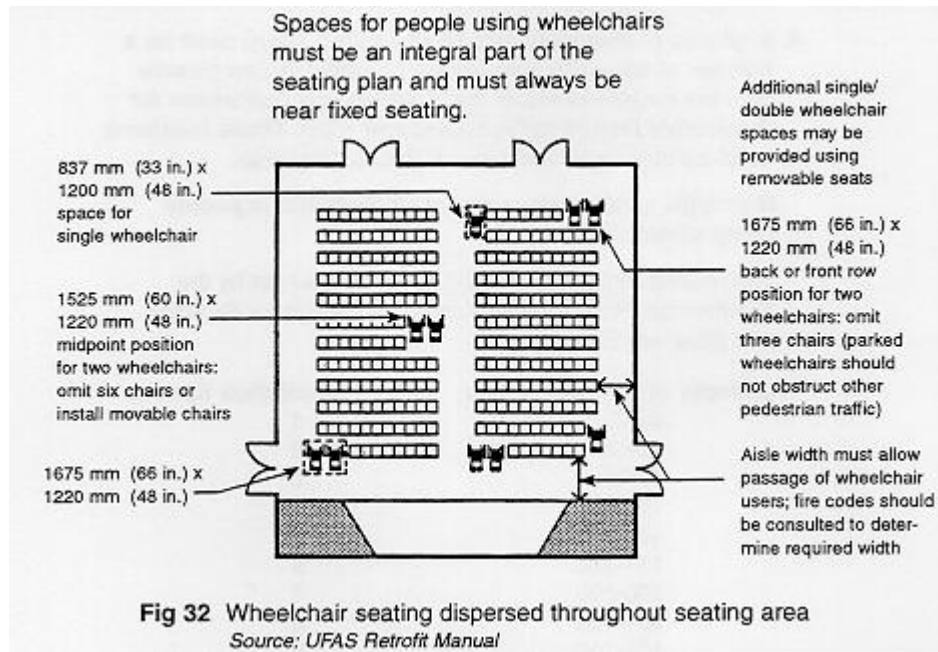 Spaces for people using wheelchairs
must be an integral part of the
seating plan and must always be
near fixed seating.
837 mm (33 in.) x
1200 mm (48 in.)
space for
single wheelchair
1525 mm (60 in.) x
1220 mm (48 in.)
midpoint position
for two wheelchairs:
omit six chairs or
install movable chairs
1675 mm (66 in.) x
1220 mm (48 in.)
Additional single/
double wheelchair
spaces may be
provided using
removable seats
1675 mm (66 in.) x
1220 mm (48 in.)
back or front row
position for two
wheelchairs: omit
three chairs (parked
wheelchairs should
not obstruct other
pedestrian traffic)
Aisle width must allow
passage of wheelchair
users; fire codes should
be consulted to deter-
mine required width
Fig 32 Wheelchair seating dispersed throughout seating area
Source: UFAS Retrofit Manual